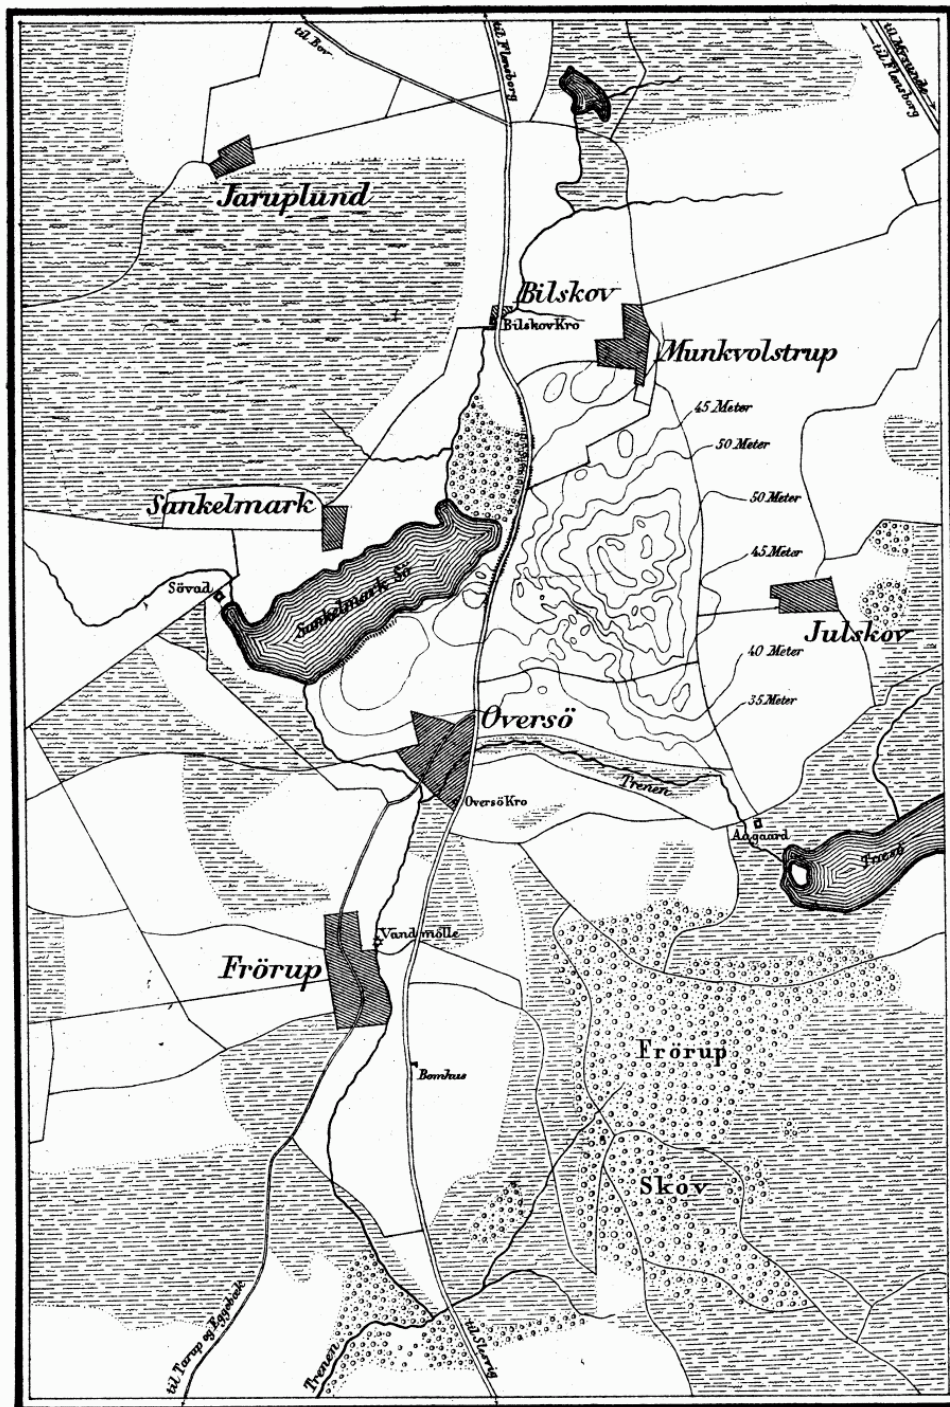 til Bov
til Flensborg
til Missunde
til Flensborg
Jaruplund
Bilskov
Bilskov Kro
Munkvolstrup
45 Meter
50 Meter
Sankelmark
50 Meter
45 Meter
Sövad
Sankelmark Sö
Julskov
40 Meter
35 Meter
Oversö
Trenen
Oversö Kro
Aagaard
Træsö
Vandmölle
Frörup
Frörup
Bomhus
Skov
til Tarup og Eggebæk
Trenen
til Slesvig